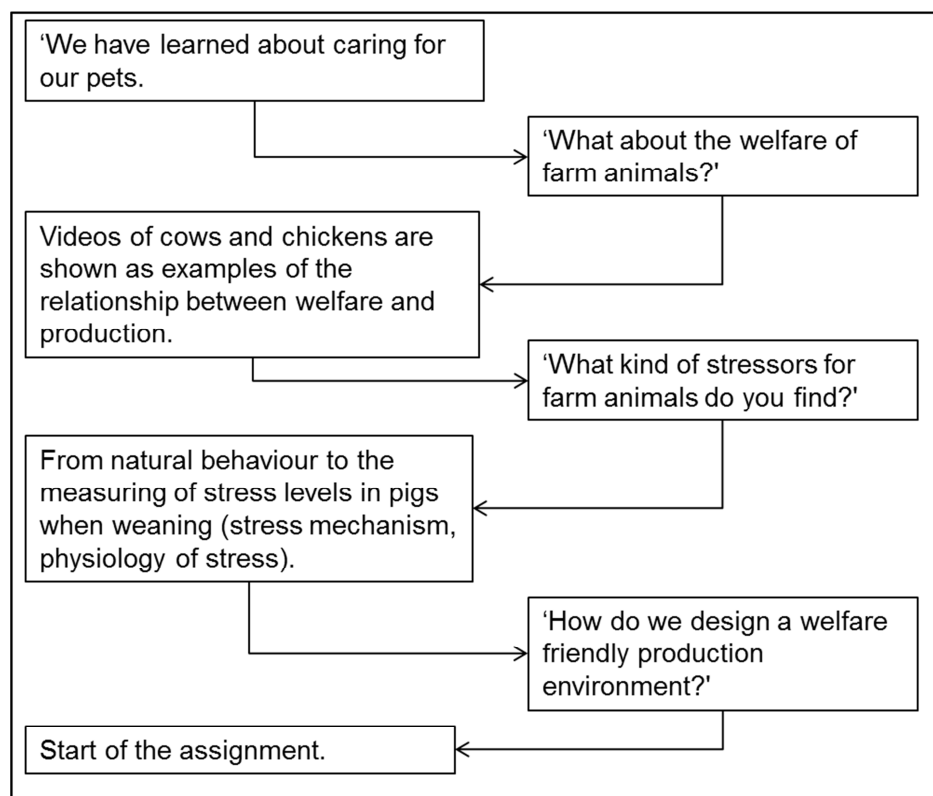 ‘We have learned about caring for
our pets.
‘What about the welfare of
farm animals?'
Videos of cows and chickens are
shown as examples of the
relationship between welfare and
production.
‘What kind of stressors for
farm animals do you find?'
From natural behaviour to the
measuring of stress levels in pigs
when weaning (stress mechanism,
physiology of stress).
‘How do we design a welfare
friendly production
environment?'
Start of the assignment.